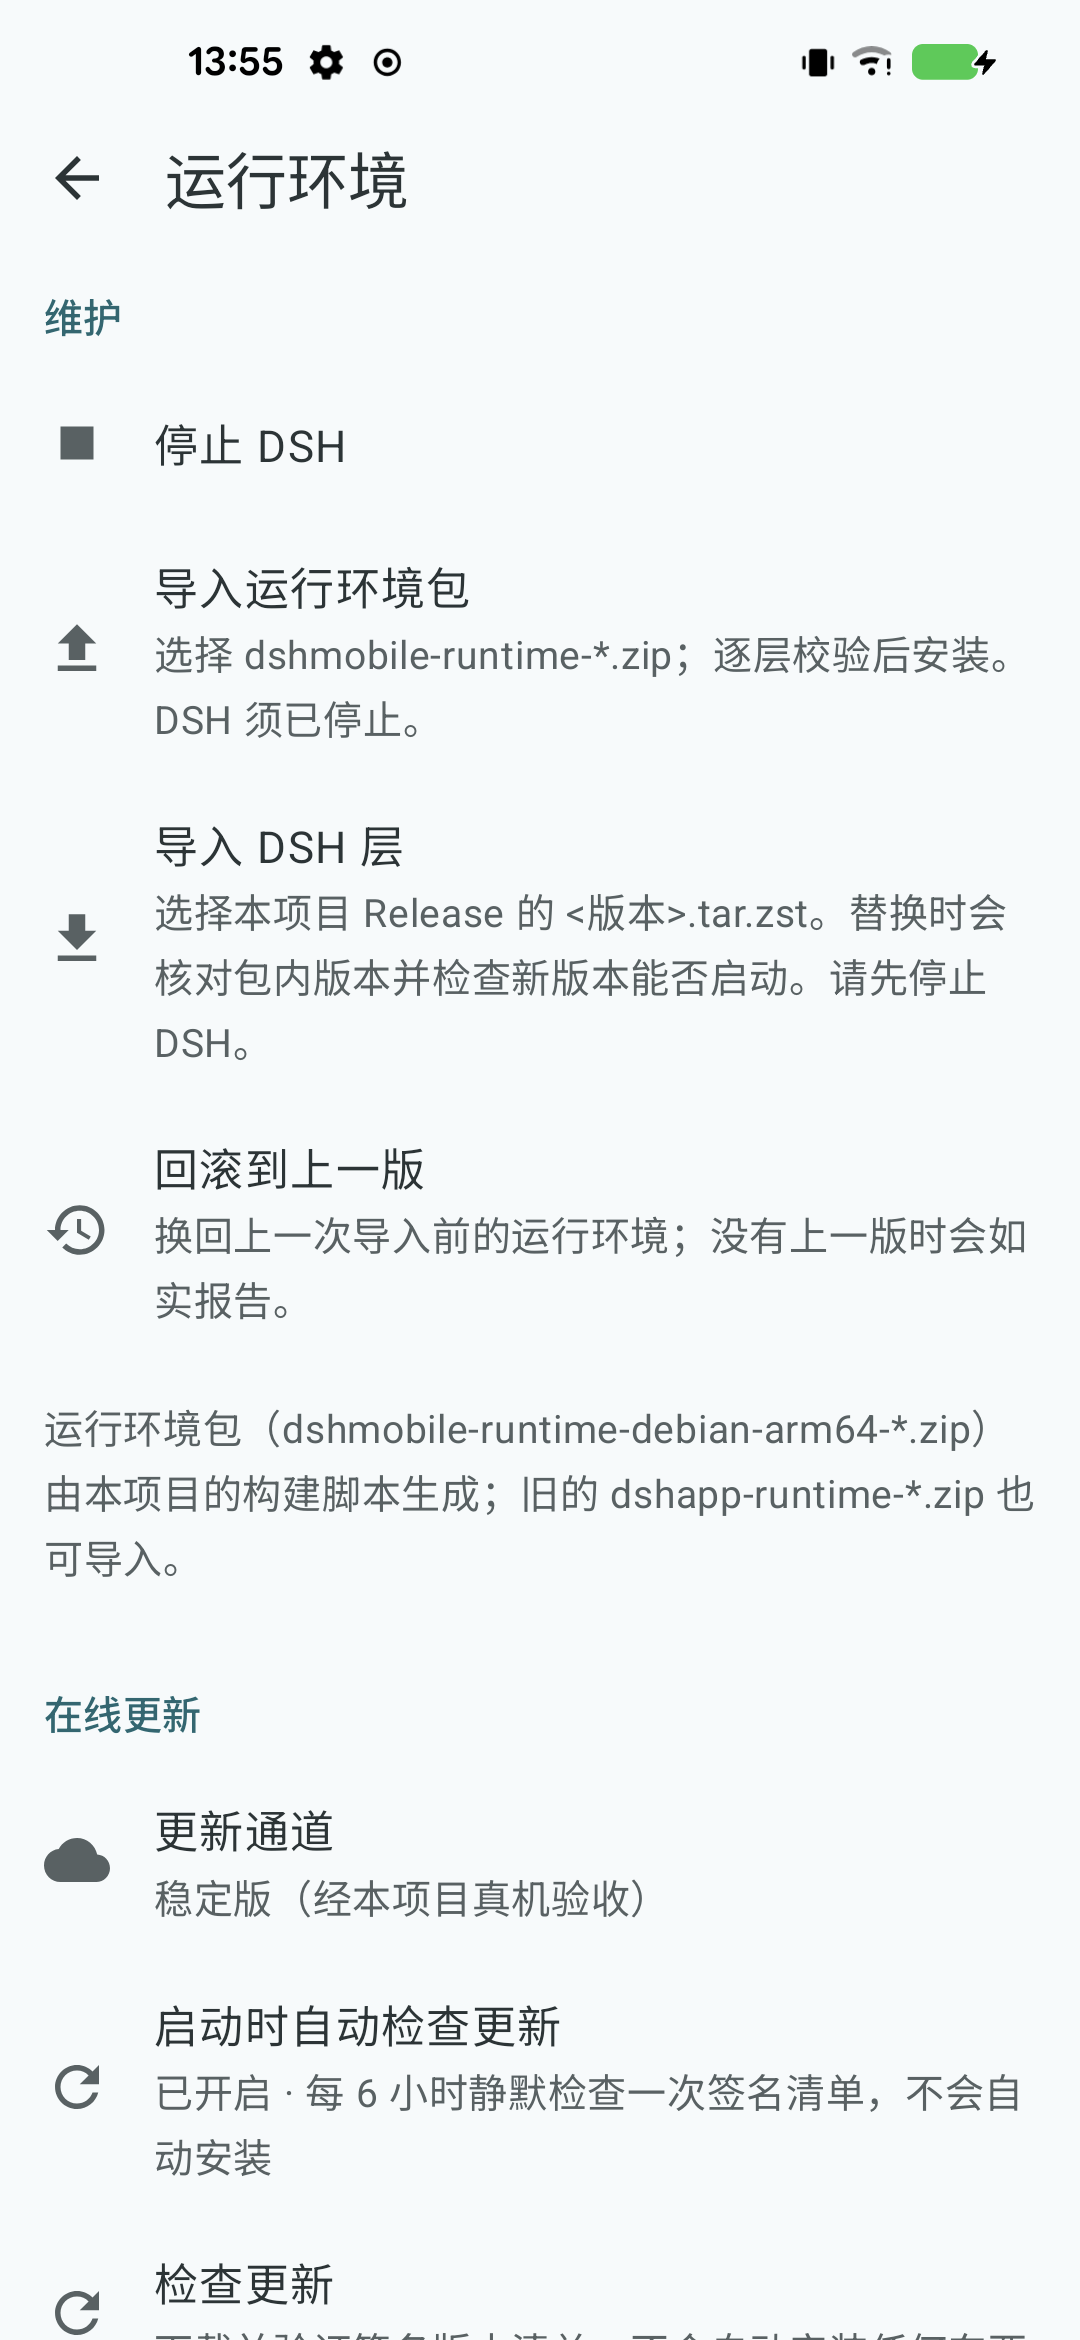 13:55
运行环境
维护
停止 DSH
导入运行环境包
选择 dshmobile-runtime-*.zip；逐层校验后安装。
DSH 须已停止。
导入 DSH 层
选择本项目 Release 的 <版本>.tar.zst。替换时会
核对包内版本并检查新版本能否启动。请先停止
DSH。
回滚到上一版
换回上一次导入前的运行环境；没有上一版时会如
实报告。
运行环境包（dshmobile-runtime-debian-arm64-*.zip）
由本项目的构建脚本生成；旧的 dshapp-runtime-*.zip 也
可导入。
在线更新
更新通道
稳定版（经本项目真机验收）
启动时自动检查更新
已开启 · 每 6 小时静默检查一次签名清单，不会自
动安装
检查更新